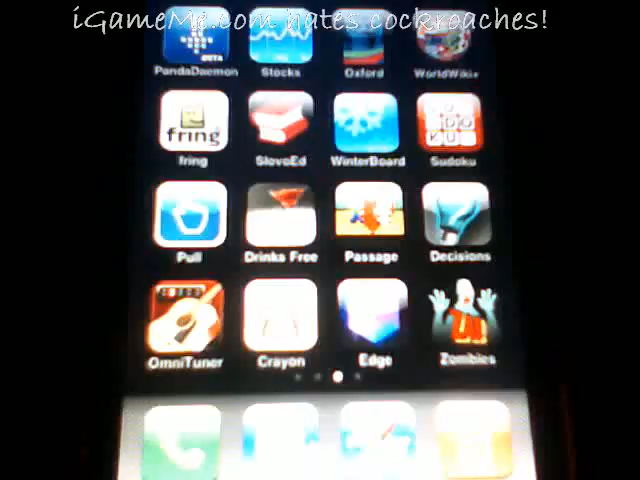 iGameMe.com hates cockroaches!
PandaDaemon Stocks Oxford WorldWiki+
fring
fring SlovoEd WinterBoard Sudoku
Pull Drinks Free Passage Decisions
OmniTuner Crayon Edge Zombies